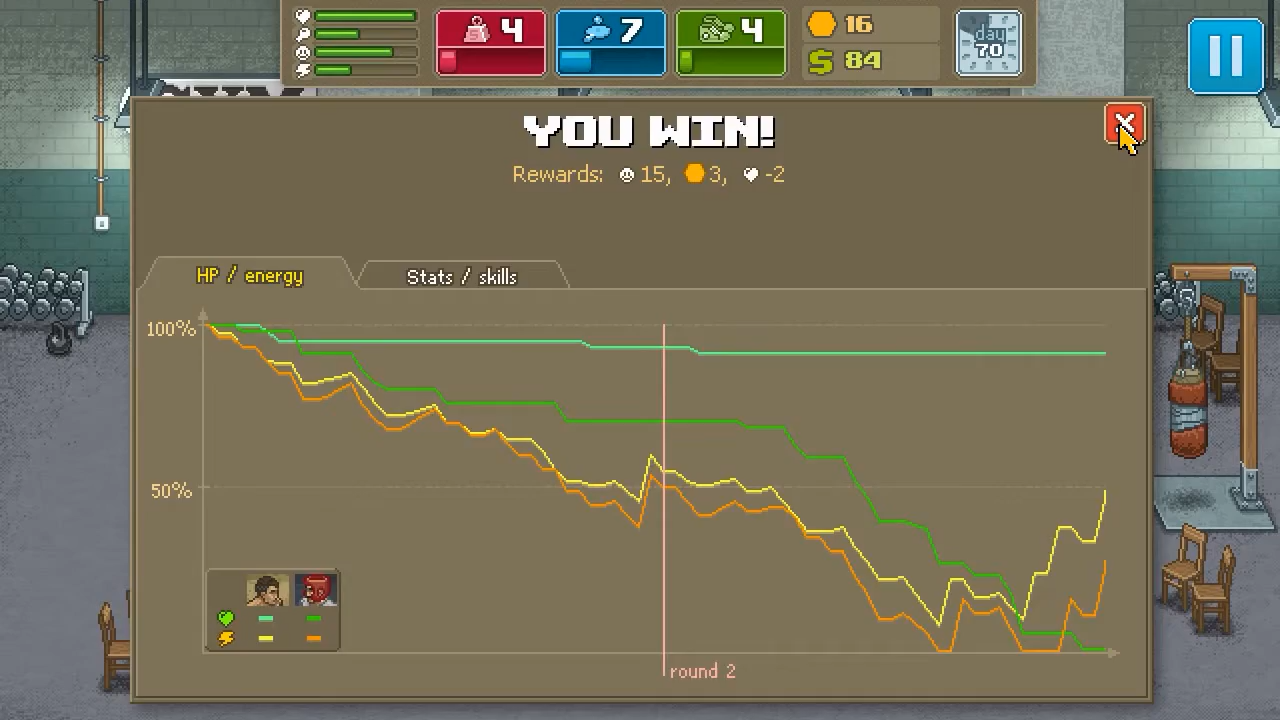 4
7
4
16
84
day
70
YOU WIN!
Rewards: 15, 3, -2
HP / energy
Stats / skills
100%
50%
round 2